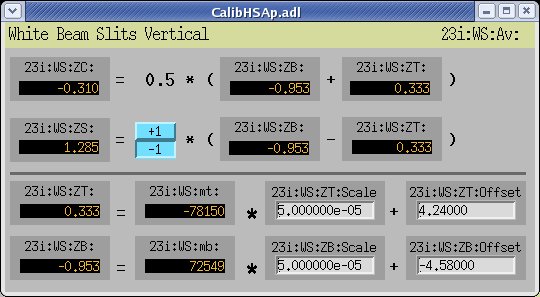 CalibHSAp.adl
White Beam Slits Vertical 23i:WS:Av:
23i:WS:ZC: 23i:WS:ZB: 23i:WS:ZT:
-0.310 = 0.5 * ( -0.953 + 0.333 )
23i:WS:ZS: +1 23i:WS:ZB: 23i:WS:ZT:
1.285 = -1 * ( -0.953 - 0.333 )
23i:WS:ZT: 23i:WS:mt: 23i:WS:ZT:Scale 23i:WS:ZT:Offset
0.333 = -78150 * 5.000000e-05 + 4.24000
23i:WS:ZB: 23i:WS:mb: 23i:WS:ZB:Scale 23i:WS:ZB:Offset
-0.953 = 72549 * 5.000000e-05 + -4.58000